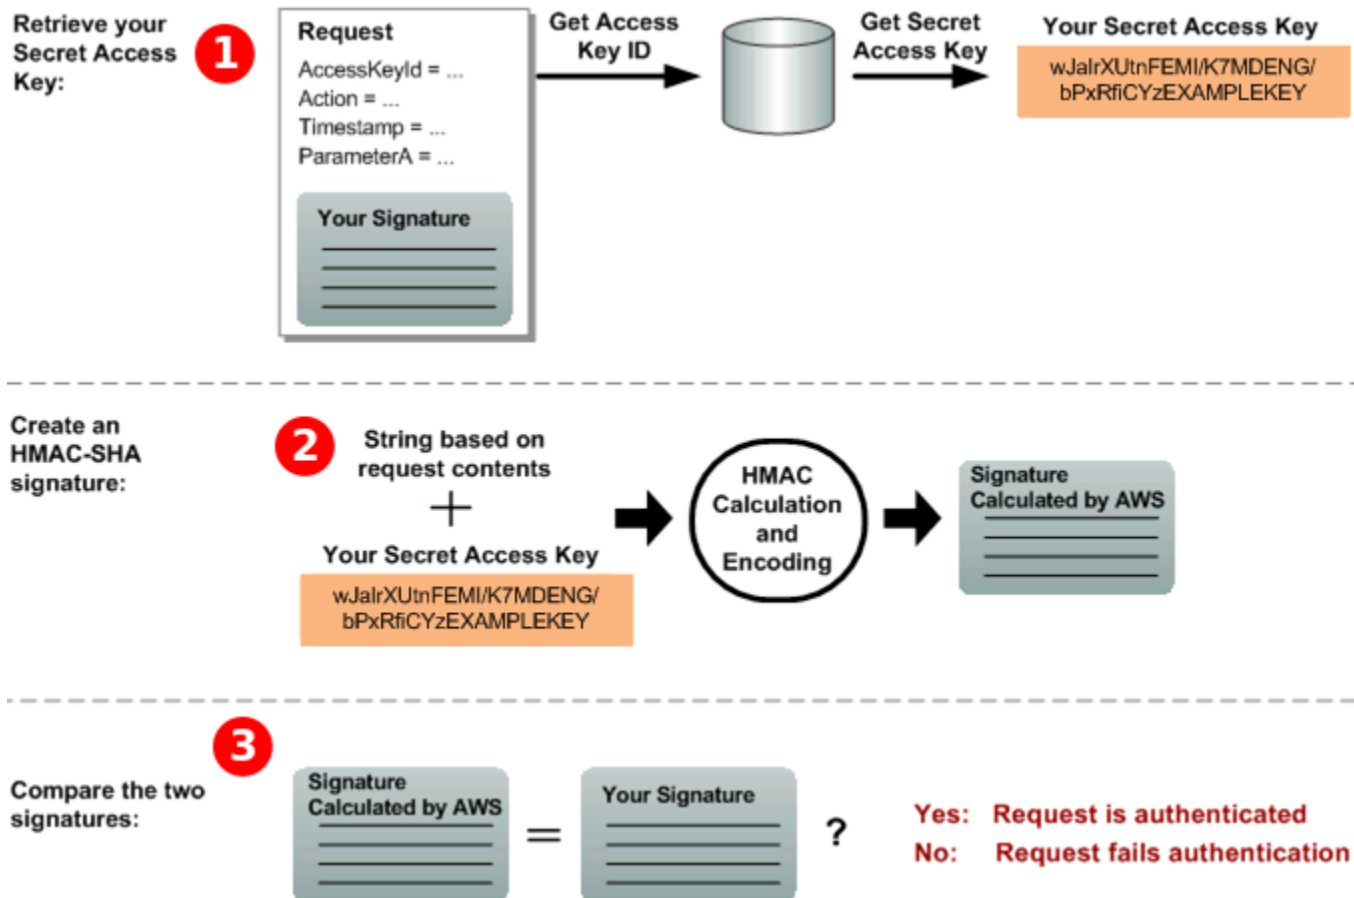 Retrieve your
Secret Access
Key:
1
Request
AccessKeyId = ...
Action = ...
Timestamp = ...
ParameterA = ...
Your Signature
Get Access
Key ID
Get Secret
Access Key
Your Secret Access Key
wJalrXUtnFEMI/K7MDENG/
bPxRfiCYzEXAMPLEKEY
Create an
HMAC-SHA
signature:
2
String based on
request contents
+
Your Secret Access Key
wJalrXUtnFEMI/K7MDENG/
bPxRfiCYzEXAMPLEKEY
HMAC
Calculation
and
Encoding
Signature
Calculated by AWS
3
Compare the two
signatures:
Signature
Calculated by AWS
=
Your Signature
?
Yes: Request is authenticated
No: Request fails authentication